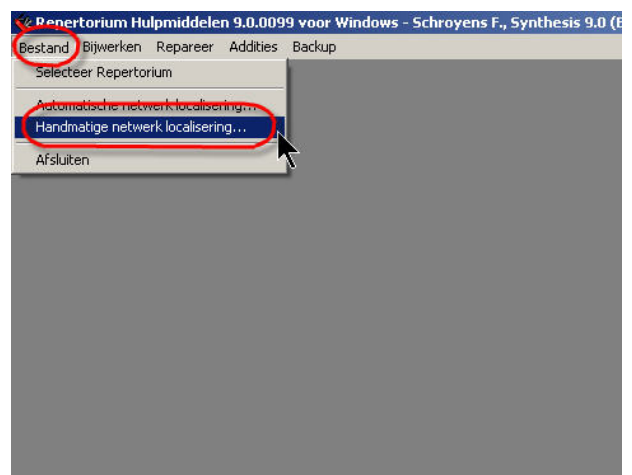 Repertorium Hulpmiddelen 9.0.0099 voor Windows - Schroyens F., Synthesis 9.0 (E
Bestand Bijwerken Repareer Addities Backup
Selecteer Repertorium
Automatische netwerk localisering...
Handmatige netwerk localisering...
Afsluiten